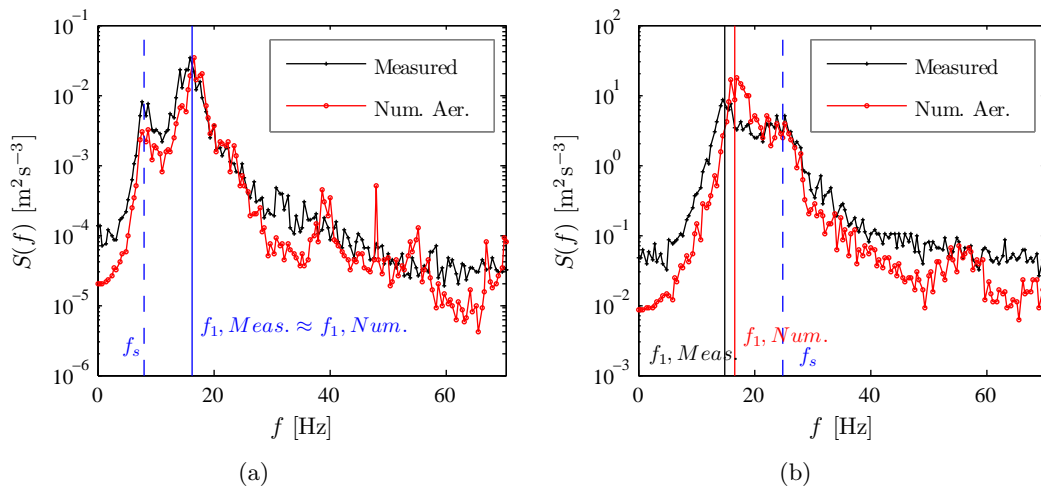 10^{-1}
10^{-2}
10^{-3}
10^{-4}
10^{-5}
10^{-6}
S(f) [m^2 s^{-3}]
Measured
Num. Aer.
f_s
f_1, Meas. ≈ f_1, Num.
0
20
40
60
f [Hz]
(a)
10^2
10^1
10^0
10^{-1}
10^{-2}
10^{-3}
S(f) [m^2 s^{-3}]
Measured
Num. Aer.
f_1, Num.
f_1, Meas.
f_s
0
20
40
60
f [Hz]
(b)